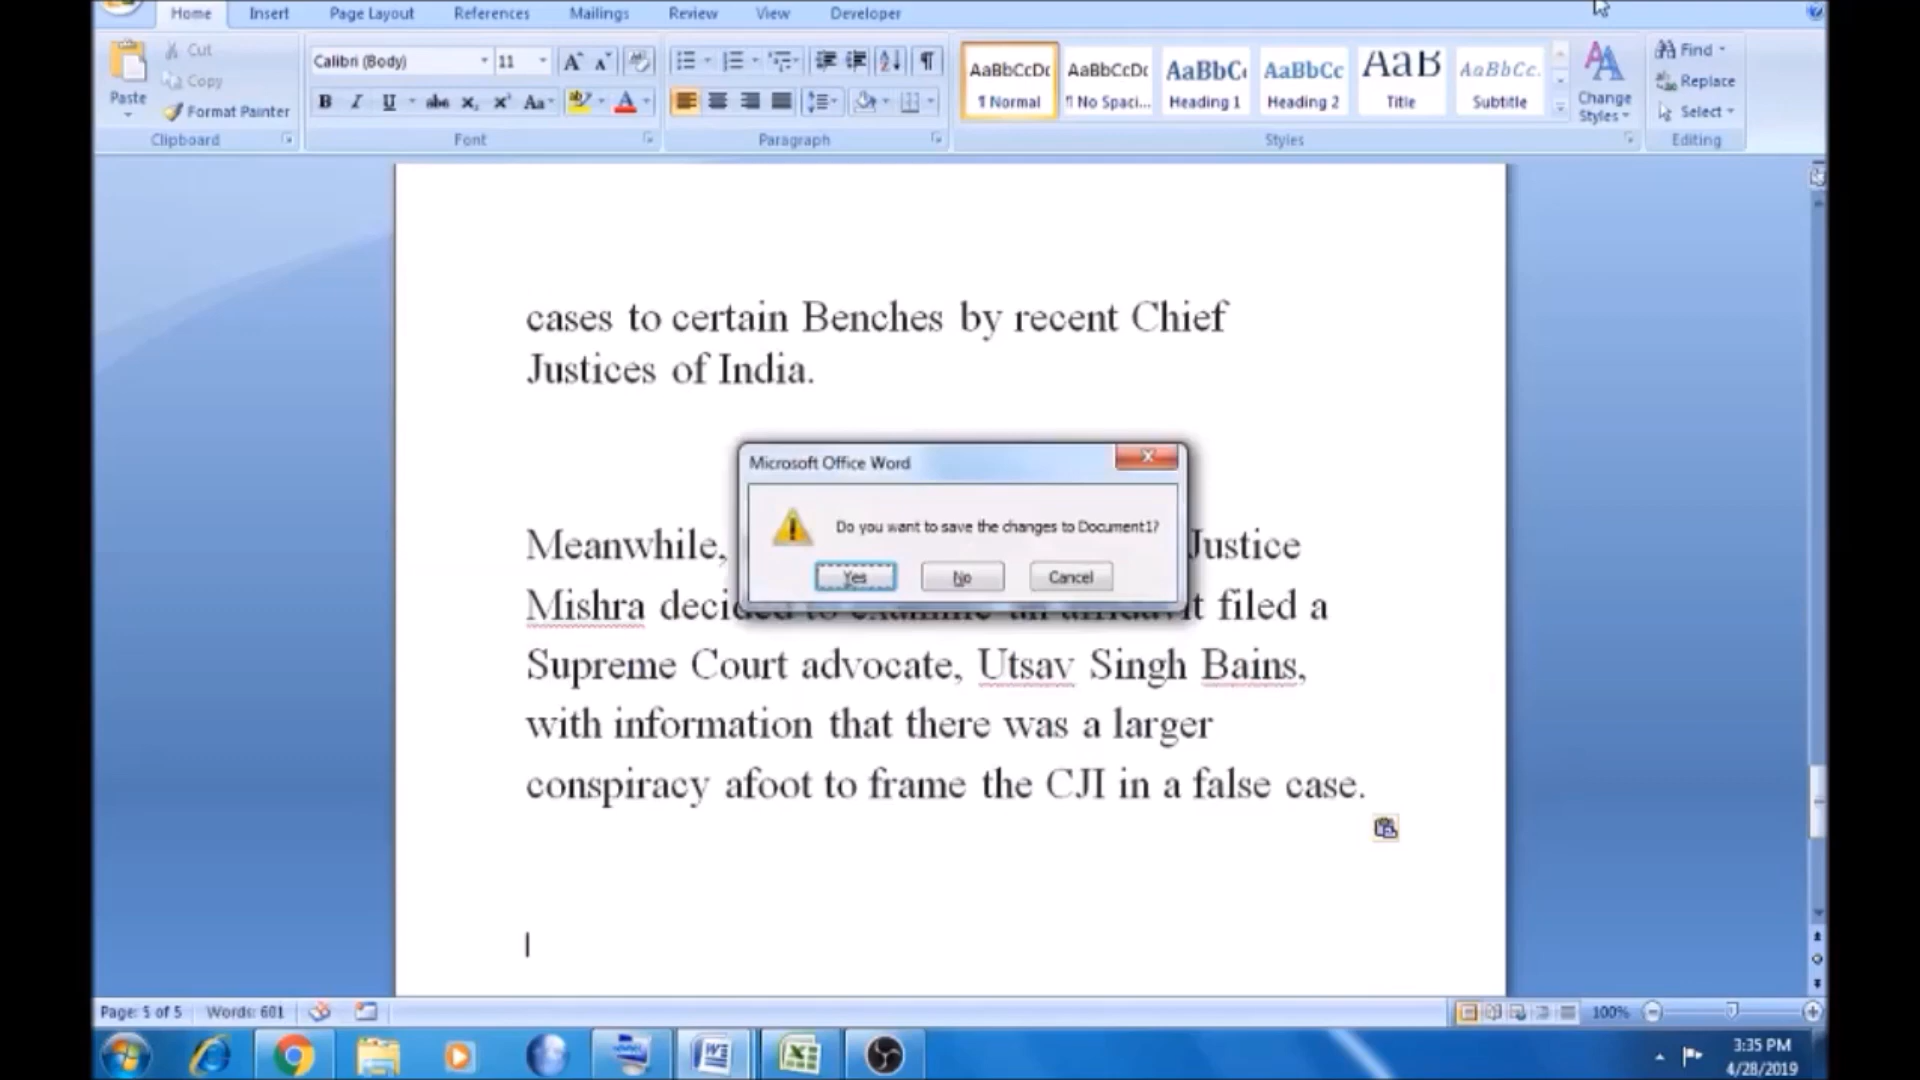 Home Insert Page Layout References Mailings Review View Developer
Cut
Copy
Format Painter
Paste
Clipboard
Calibri (Body) 11
Font
Paragraph
AaBbCcDc AaBbCcDc AaBbC AaBbCc AaB AaBbCc.
¶ Normal ¶ No Spaci... Heading 1 Heading 2 Title Subtitle
Styles
Change
Styles
Find
Replace
Select
Editing
cases to certain Benches by recent Chief
Justices of India.
Microsoft Office Word
Do you want to save the changes to Document1?
Yes No Cancel
Meanwhile, Justice
Mishra decided to examine an affidavit filed a
Supreme Court advocate, Utsav Singh Bains,
with information that there was a larger
conspiracy afoot to frame the CJI in a false case.
Page: 5 of 5 Words: 601
100%
3:35 PM
4/28/2019